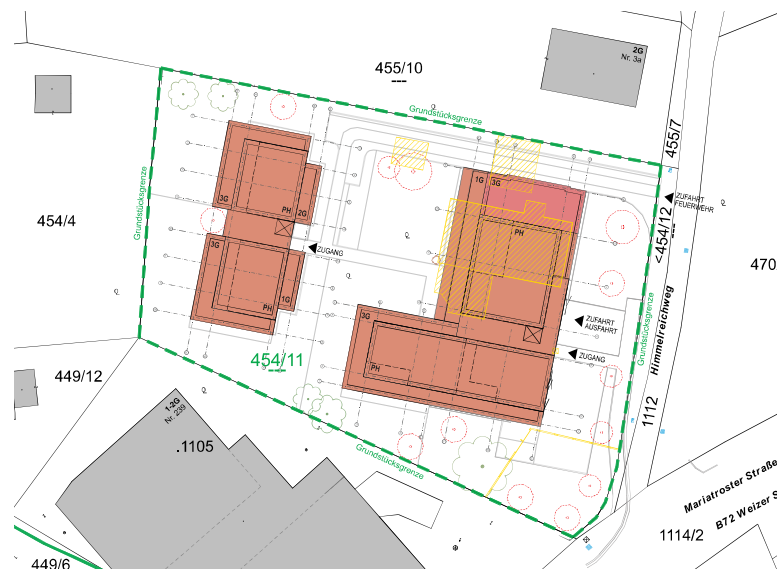 2G
Nr. 3a
455/10
Grundstücksgrenze
455/7
ZUFAHRT
FEUERWEHR
1G
3G
3G
2G
PH
Grundstücksgrenze
454/4
<454/12
470
PH
3G
ZUGANG
PH
1G
3G
ZUFAHRT
AUSFAHRT
ZUGANG
PH
Grundstücksgrenze
Himmelreichweg
454/11
449/12
1112
1-2G
Nr. 239
.1105
Grundstücksgrenze
Mariatroster Straße
B72 Weizer S
1114/2
449/6